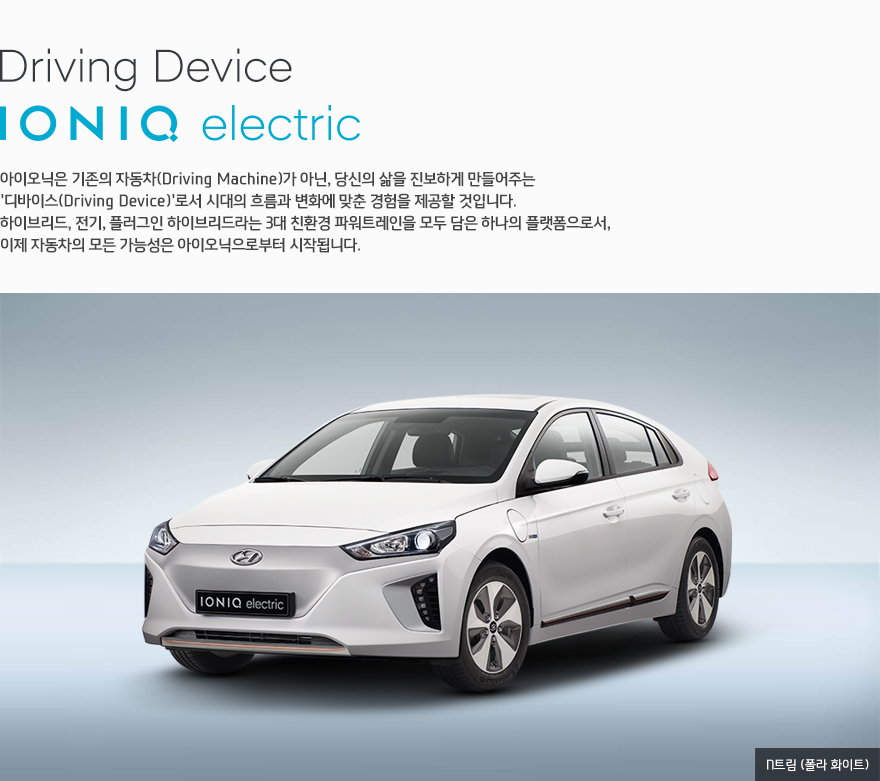 Driving Device
IONIQ electric
아이오닉은 기존의 자동차(Driving Machine)가 아닌, 당신의 삶을 진보하게 만들어주는
'디바이스(Driving Device)'로서 시대의 흐름과 변화에 맞춘 경험을 제공할 것입니다.
하이브리드, 전기, 플러그인 하이브리드라는 3대 친환경 파워트레인을 모두 담은 하나의 플랫폼으로서,
이제 자동차의 모든 가능성은 아이오닉으로부터 시작됩니다.
IONIQ electric
N트림 (폴라 화이트)